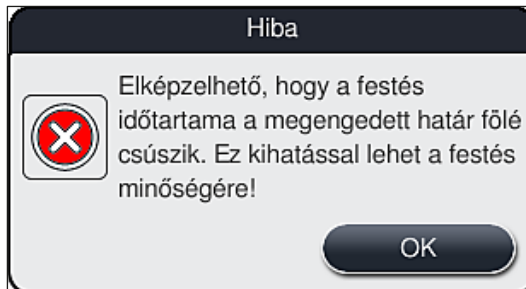 Hiba
Elképzelhető, hogy a festés
időtartama a megengedett határ fölé
csúszik. Ez kihatással lehet a festés
minőségére!
OK